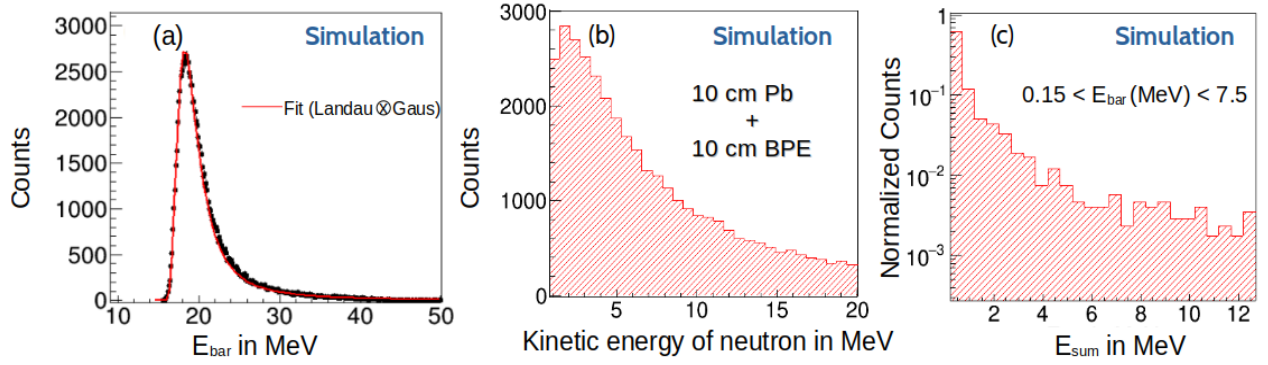 (a)
Simulation
Fit (Landau ⊗Gaus)
Counts
3000
2500
2000
1500
1000
500
0
10
20
30
40
50
E_bar in MeV
(b)
Simulation
10 cm Pb
+
10 cm BPE
Counts
3000
2000
1000
0
5
10
15
20
Kinetic energy of neutron in MeV
(c)
Simulation
0.15 < E_bar (MeV) < 7.5
Normalized Counts
1
10⁻¹
10⁻²
10⁻³
2
4
6
8
10
12
E_sum in MeV